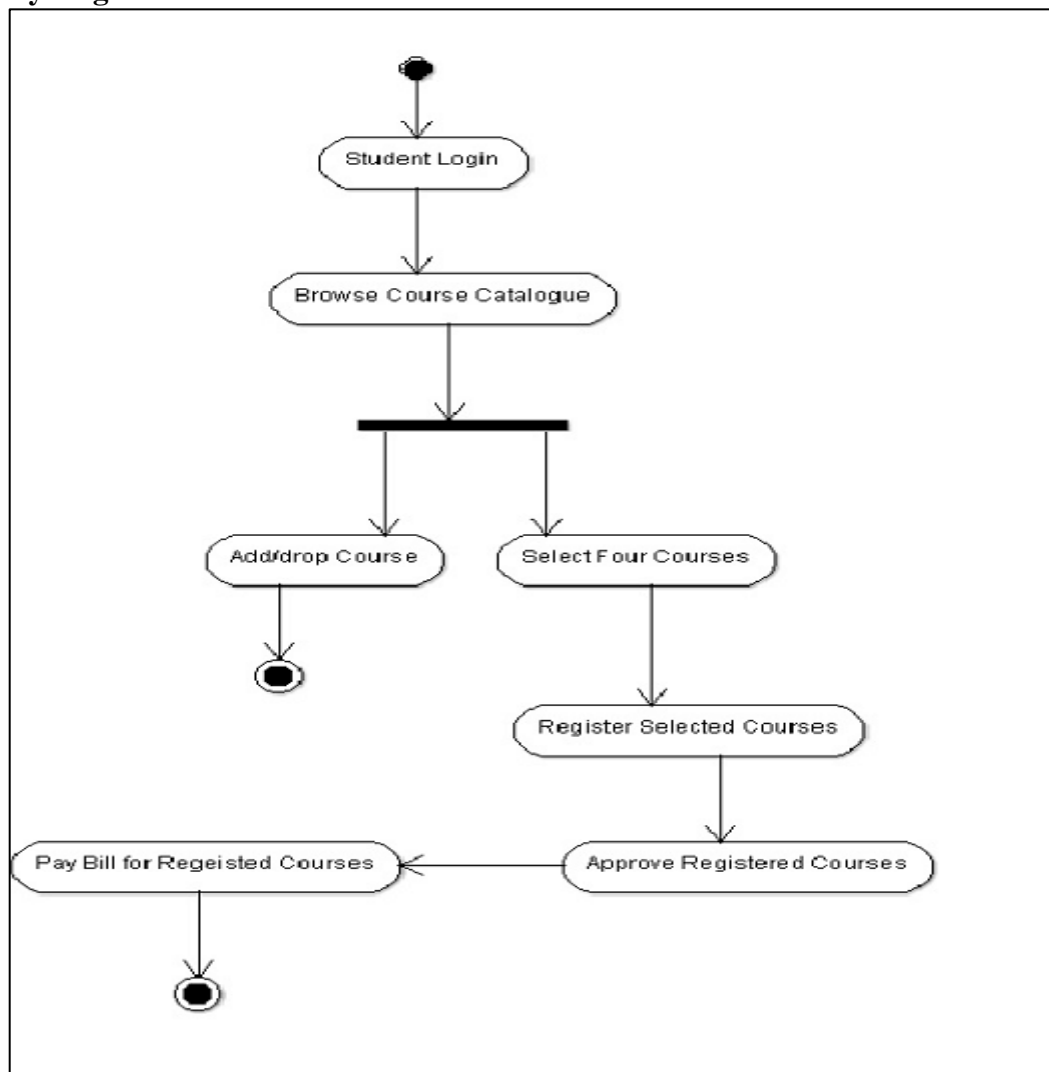 Student Login
Browse Course Catalogue
Add/drop Course
Select Four Courses
Register Selected Courses
Pay Bill for Regeisted Courses
Approve Registered Courses